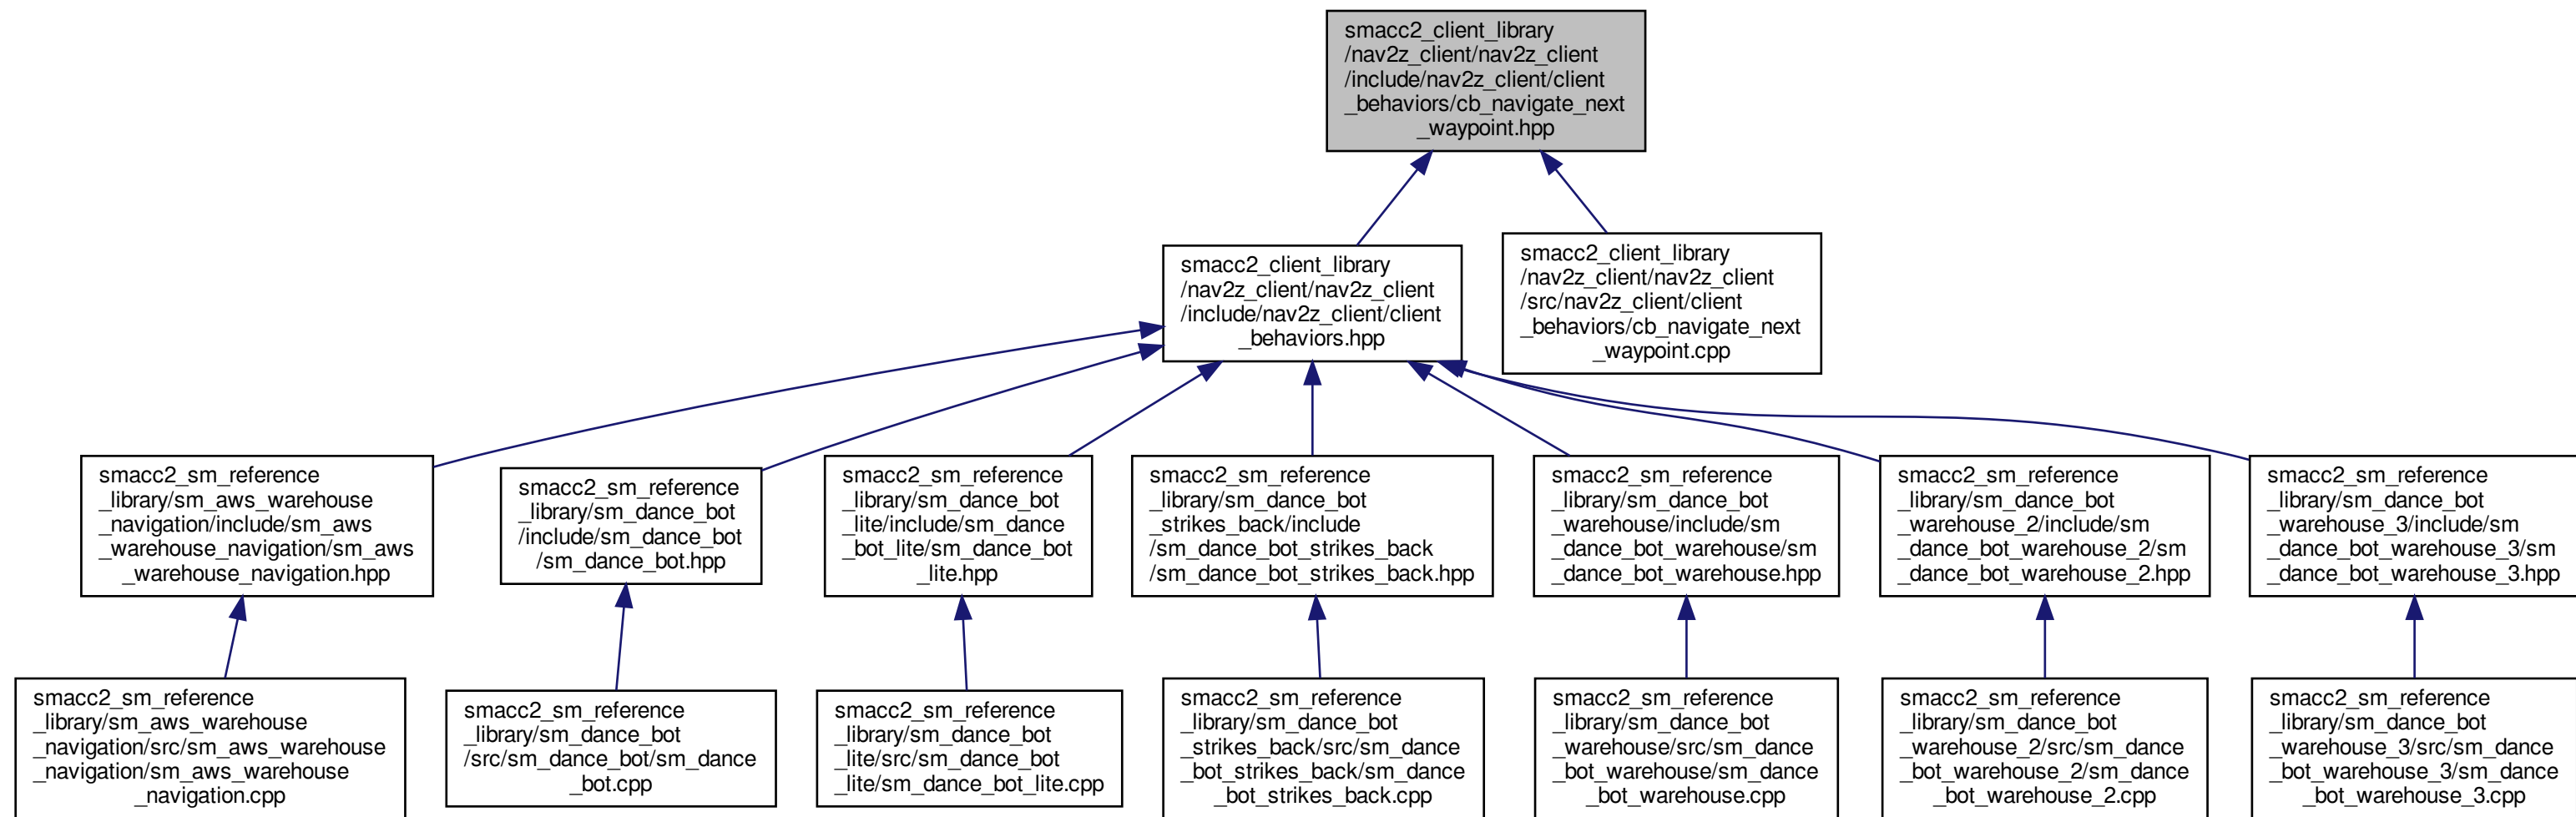 smacc2_client_library
/nav2z_client/nav2z_client
/include/nav2z_client/client
_behaviors/cb_navigate_next
_waypoint.hpp
smacc2_client_library
/nav2z_client/nav2z_client
/include/nav2z_client/client
_behaviors.hpp
smacc2_client_library
/nav2z_client/nav2z_client
/src/nav2z_client/client
_behaviors/cb_navigate_next
_waypoint.cpp
smacc2_sm_reference
_library/sm_aws_warehouse
_navigation/include/sm_aws
_warehouse_navigation/sm_aws
_warehouse_navigation.hpp
smacc2_sm_reference
_library/sm_dance_bot
/include/sm_dance_bot
/sm_dance_bot.hpp
smacc2_sm_reference
_library/sm_dance_bot
_lite/include/sm_dance
_bot_lite/sm_dance_bot
_lite.hpp
smacc2_sm_reference
_library/sm_dance_bot
_strikes_back/include
/sm_dance_bot_strikes_back
/sm_dance_bot_strikes_back.hpp
smacc2_sm_reference
_library/sm_dance_bot
_warehouse/include/sm
_dance_bot_warehouse/sm
_dance_bot_warehouse.hpp
smacc2_sm_reference
_library/sm_dance_bot
_warehouse_2/include/sm
_dance_bot_warehouse_2/sm
_dance_bot_warehouse_2.hpp
smacc2_sm_reference
_library/sm_dance_bot
_warehouse_3/include/sm
_dance_bot_warehouse_3/sm
_dance_bot_warehouse_3.hpp
smacc2_sm_reference
_library/sm_aws_warehouse
_navigation/src/sm_aws_warehouse
_navigation/sm_aws_warehouse
_navigation.cpp
smacc2_sm_reference
_library/sm_dance_bot
/src/sm_dance_bot/sm_dance
_bot.cpp
smacc2_sm_reference
_library/sm_dance_bot
_lite/src/sm_dance_bot
_lite/sm_dance_bot_lite.cpp
smacc2_sm_reference
_library/sm_dance_bot
_strikes_back/src/sm_dance
_bot_strikes_back/sm_dance
_bot_strikes_back.cpp
smacc2_sm_reference
_library/sm_dance_bot
_warehouse/src/sm_dance
_bot_warehouse/sm_dance
_bot_warehouse.cpp
smacc2_sm_reference
_library/sm_dance_bot
_warehouse_2/src/sm_dance
_bot_warehouse_2/sm_dance
_bot_warehouse_2.cpp
smacc2_sm_reference
_library/sm_dance_bot
_warehouse_3/src/sm_dance
_bot_warehouse_3/sm_dance
_bot_warehouse_3.cpp